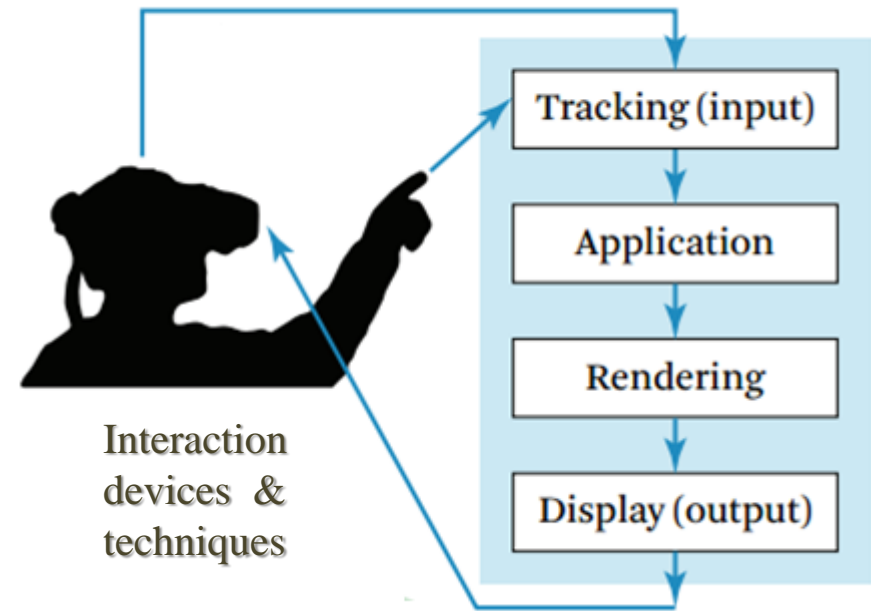 Tracking (input)
Application
Rendering
Display (output)
Interaction
devices &
techniques